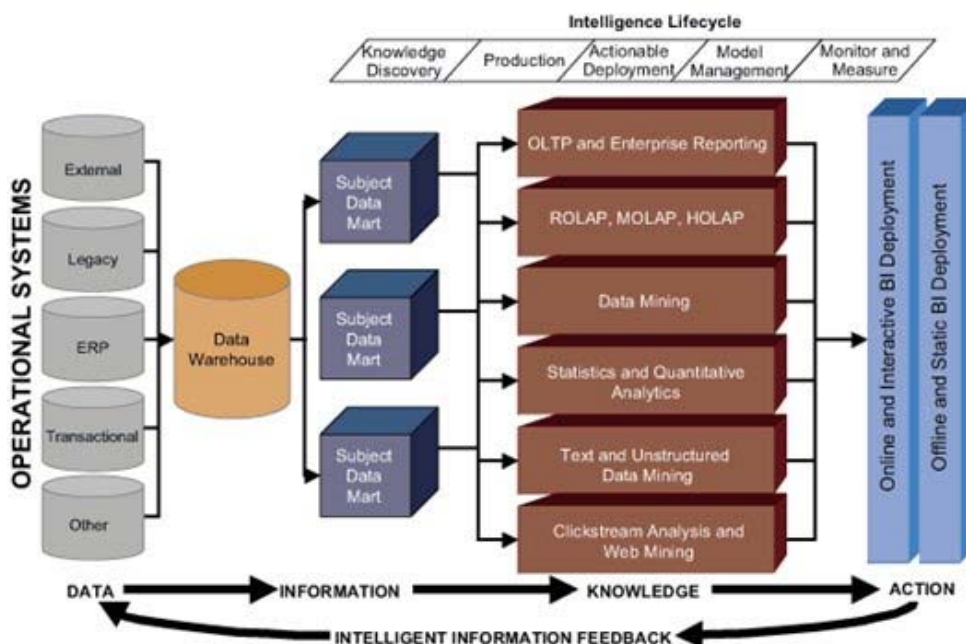 Intelligence Lifecycle
Knowledge
Discovery
Production
Actionable
Deployment
Model
Management
Monitor and
Measure
OPERATIONAL SYSTEMS
External
Legacy
ERP
Transactional
Other
Data
Warehouse
Subject
Data
Mart
Subject
Data
Mart
Subject
Data
Mart
OLTP and Enterprise Reporting
ROLAP, MOLAP, HOLAP
Data Mining
Statistics and Quantitative
Analytics
Text and Unstructured
Data Mining
Clickstream Analysis and
Web Mining
Online and Interactive BI Deployment
Offline and Static BI Deployment
DATA
INFORMATION
KNOWLEDGE
ACTION
INTELLIGENT INFORMATION FEEDBACK